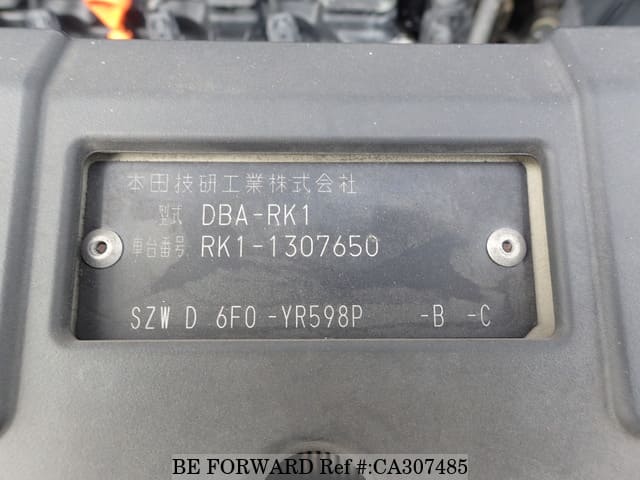 本田技研工業株式会社
型式 DBA-RK1
車台番号 RK1-1307650
SZW D 6F0 -YR598P -B -C
BE FORWARD Ref #:CA307485